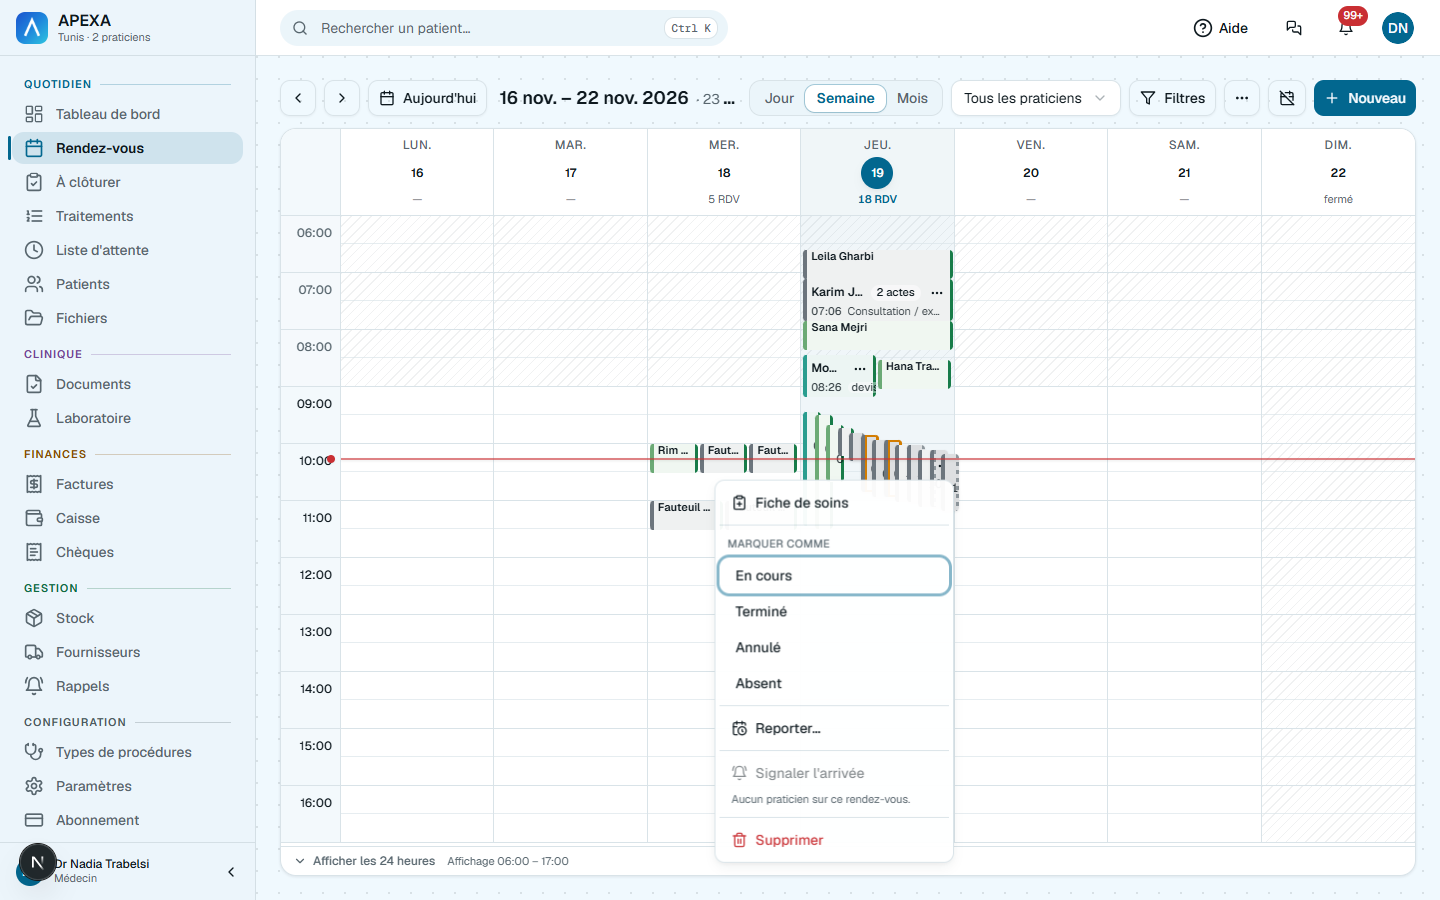 APEXA
Tunis · 2 praticiens
Rechercher un patient…
Ctrl K
Aide
99+
DN
QUOTIDIEN
Tableau de bord
Rendez-vous
À clôturer
Traitements
Liste d'attente
Patients
Fichiers
CLINIQUE
Documents
Laboratoire
FINANCES
Factures
Caisse
Chèques
GESTION
Stock
Fournisseurs
Rappels
CONFIGURATION
Types de procédures
Paramètres
Abonnement
N
Dr Nadia Trabelsi
Médecin
Aujourd'hui
16 nov. – 22 nov. 2026 · 23 ...
Jour
Semaine
Mois
Tous les praticiens
Filtres
Nouveau
LUN.
16
—
MAR.
17
—
MER.
18
5 RDV
JEU.
19
18 RDV
VEN.
20
—
SAM.
21
—
DIM.
22
fermé
06:00
07:00
08:00
09:00
10:00
11:00
12:00
13:00
14:00
15:00
16:00
Leila Gharbi
Karim J...
2 actes
07:06 Consultation / ex...
Sana Mejri
Mo...
08:26
Hana Tra...
Rim ...
Faut...
Faut...
Fauteuil ...
Fiche de soins
MARQUER COMME
En cours
Terminé
Annulé
Absent
Reporter…
Signaler l'arrivée
Aucun praticien sur ce rendez-vous.
Supprimer
Afficher les 24 heures
Affichage 06:00 – 17:00